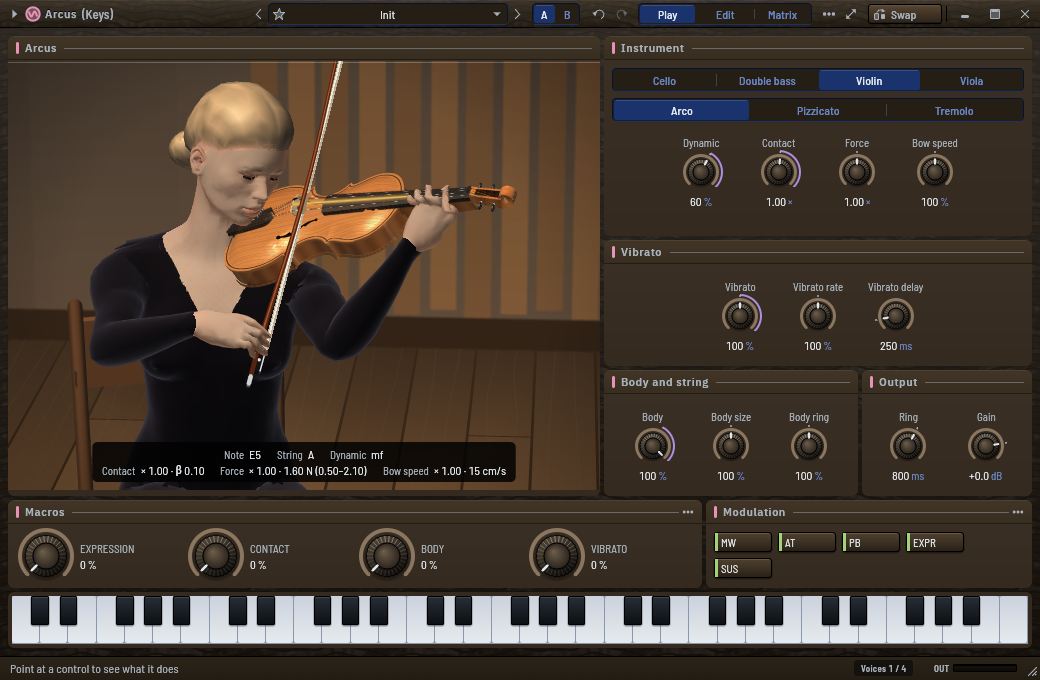 Arcus (Keys)
Init
A B
Play Edit Matrix
Swap
Arcus
Note E5 String A Dynamic mf
Contact × 1.00 · β 0.10 Force × 1.00 · 1.60 N (0.50–2.10) Bow speed × 1.00 · 15 cm/s
Instrument
Cello Double bass Violin Viola
Arco Pizzicato Tremolo
Dynamic Contact Force Bow speed
60 % 1.00 × 1.00 × 100 %
Vibrato
Vibrato Vibrato rate Vibrato delay
100 % 100 % 250 ms
Body and string
Body Body size Body ring
100 % 100 % 100 %
Output
Ring Gain
800 ms +0.0 dB
Macros
EXPRESSION
0 %
CONTACT
0 %
BODY
0 %
VIBRATO
0 %
Modulation
MW AT PB EXPR
SUS
Point at a control to see what it does
Voices 1 / 4
OUT